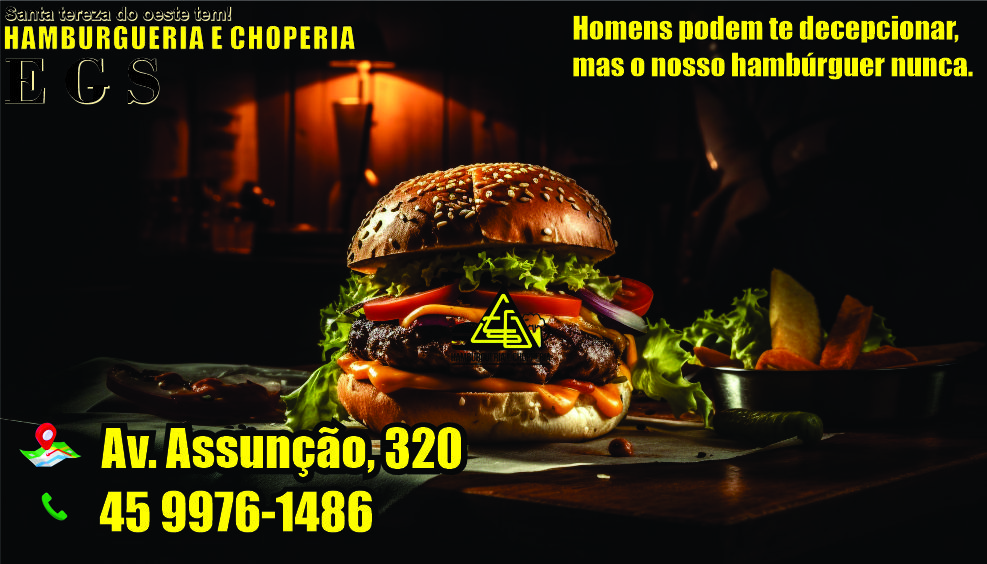 Santa tereza do oeste tem!
HAMBURGUERIA E CHOPERIA
E G S
Homens podem te decepcionar,
mas o nosso hambúrguer nunca.
HAMBURGUERIA
Av. Assunção, 320
45 9976-1486